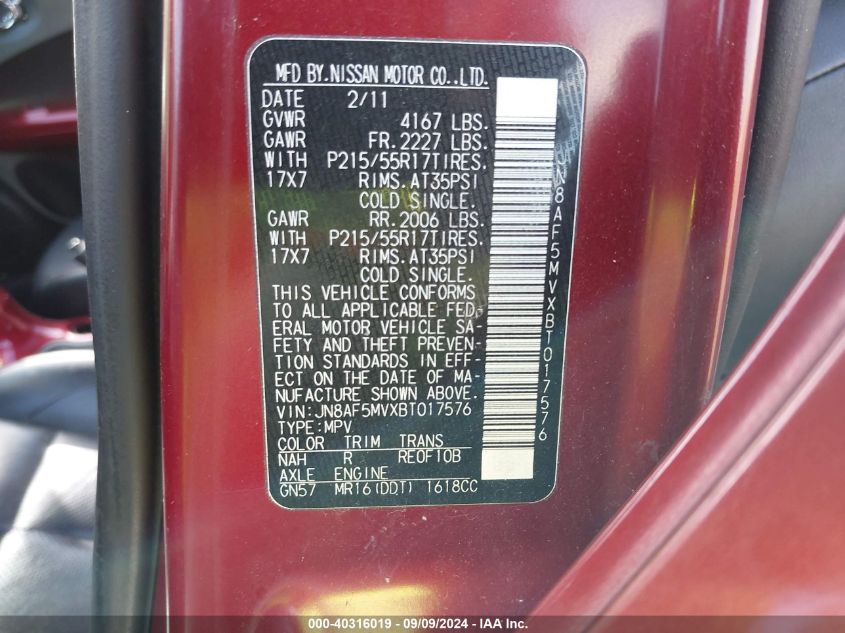 MFD BY.NISSAN MOTOR CO.,LTD.
DATE 2/11
GVWR 4167 LBS.
GAWR FR.2227 LBS.
WITH P215/55R17TIRES.
17X7 RIMS.AT35PSI
COLD SINGLE.
GAWR RR.2006 LBS.
WITH P215/55R17TIRES.
17X7 RIMS.AT35PSI
COLD SINGLE.
THIS VEHICLE CONFORMS
TO ALL APPLICABLE FED-
ERAL MOTOR VEHICLE SA-
FETY AND THEFT PREVEN-
TION STANDARDS IN EFF-
ECT ON THE DATE OF MA-
NUFACTURE SHOWN ABOVE.
VIN:JN8AF5MVXBT017576
TYPE:MPV
COLOR TRIM TRANS
NAH R RE0F10B
AXLE ENGINE
GN57 MR16(DDT) 1618CC
JN8AF5MVXBT017576
000-40316019 - 09/09/2024 - IAA Inc.